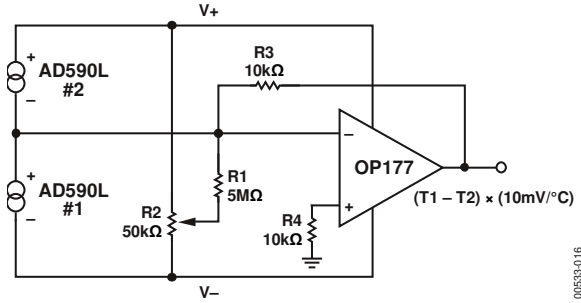 V+
+
AD590L
#2
–
R3
10kΩ
–
OP177
+
AD590L
#1
–
R1
5MΩ
R2
50kΩ
+
R4
10kΩ
(T1 – T2) × (10mV/°C)
V–
00533-016